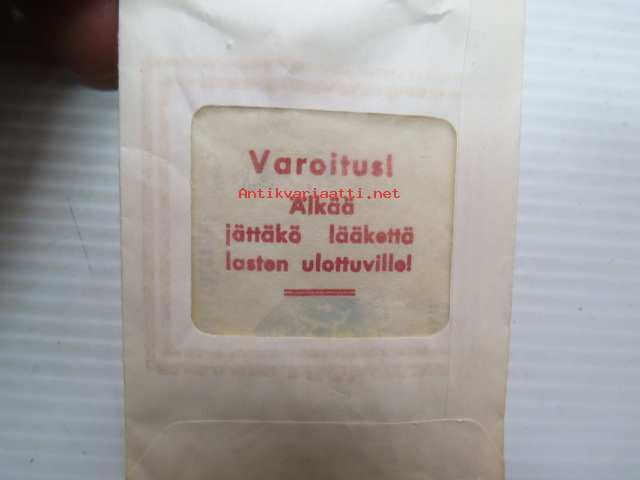 Varoitus!
Antikvariaatti.net
Älkää
jättäkö lääkettä
lasten ulottuville!